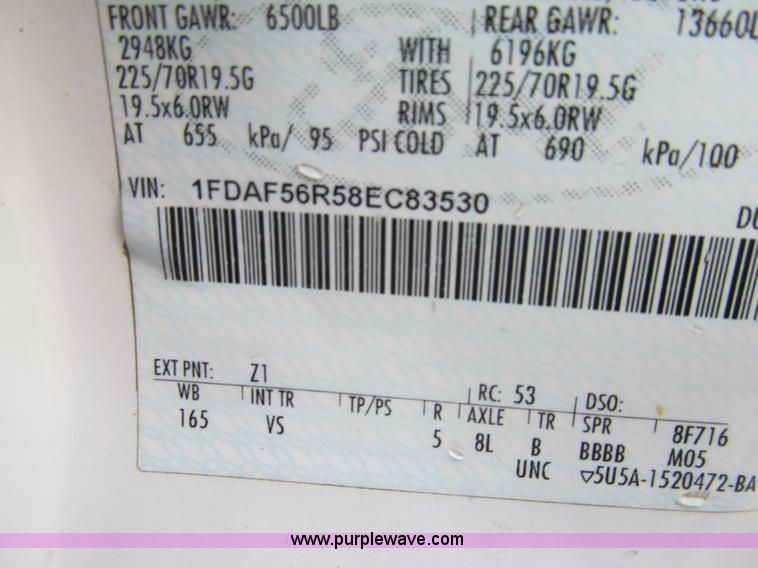 FRONT GAWR: 6500LB REAR GAWR: 13660L
2948KG WITH 6196KG
225/70R19.5G TIRES 225/70R19.5G
19.5x6.0RW RIMS 19.5x6.0RW
AT 655 kPa/ 95 PSI COLD AT 690 kPa/100
VIN: 1FDAF56R58EC83530
EXT PNT: Z1 RC: 53 DSO:
WB INT TR TP/PS R AXLE TR SPR 8F716
165 VS 5 8L B BBBB M05
UNC ▽5U5A-1520472-BA
www.purplewave.com